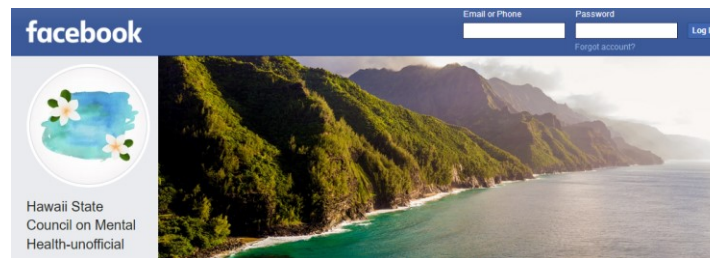 Email or Phone
Password
facebook
Log
Forgot account?
Hawaii State
Council on Mental
Health-unofficial